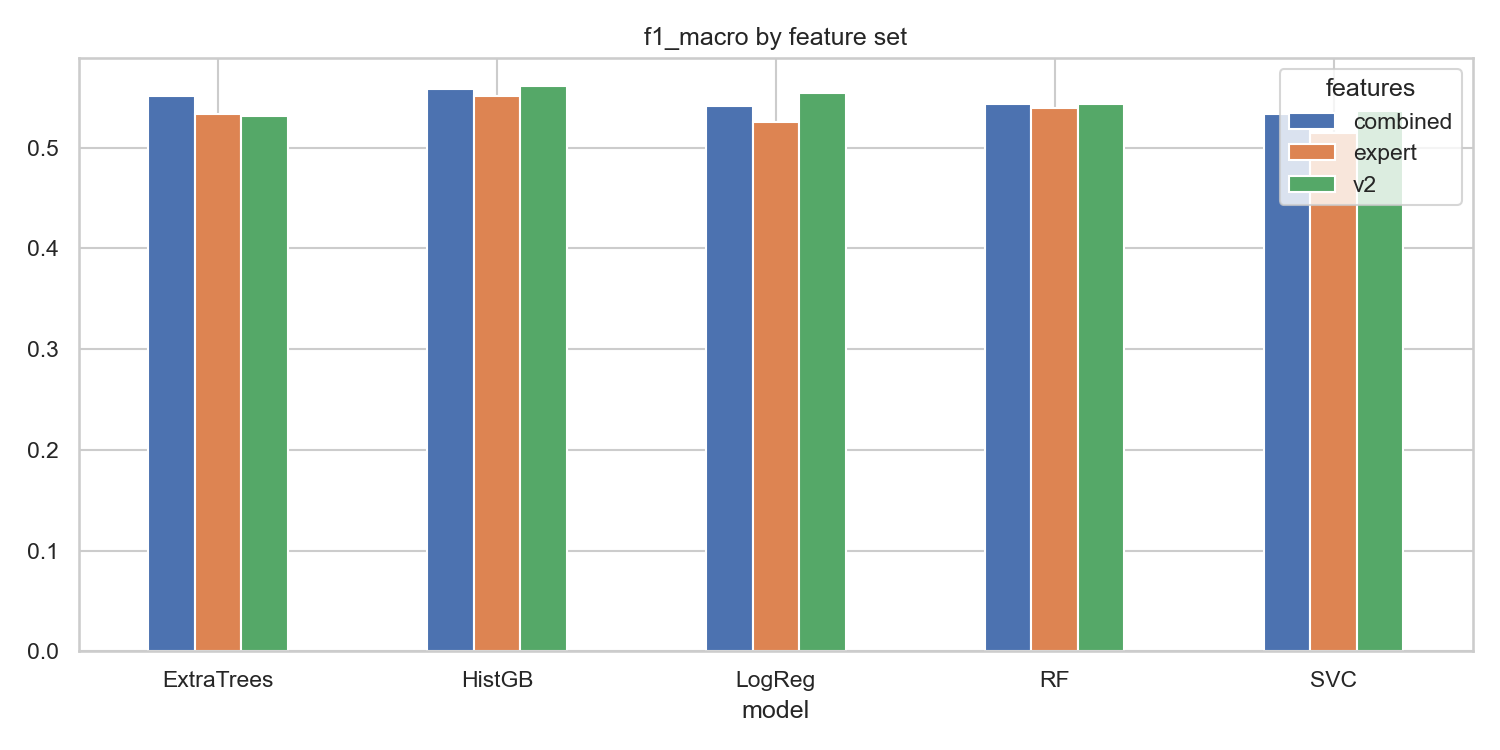 f1_macro by feature set
features
combined
expert
v2
0.5
0.4
0.3
0.2
0.1
0.0
ExtraTrees HistGB LogReg RF SVC
model